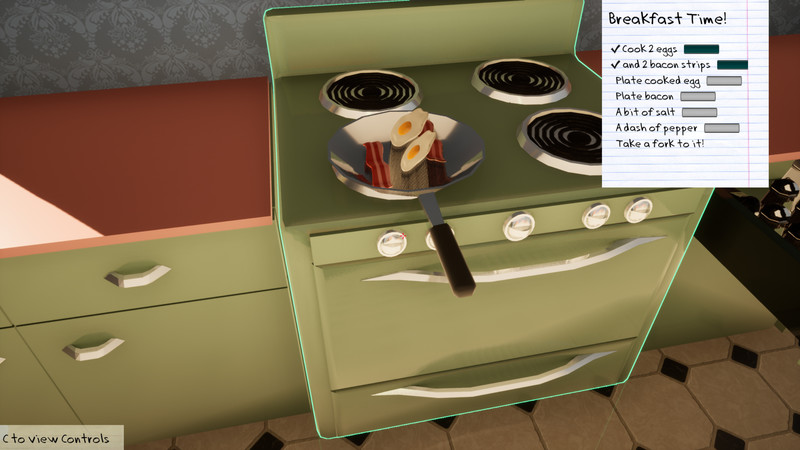 Breakfast Time!
✓ Cook 2 eggs
✓ and 2 bacon strips
Plate cooked egg
Plate bacon
A bit of salt
A dash of pepper
Take a fork to it!
C to View Controls